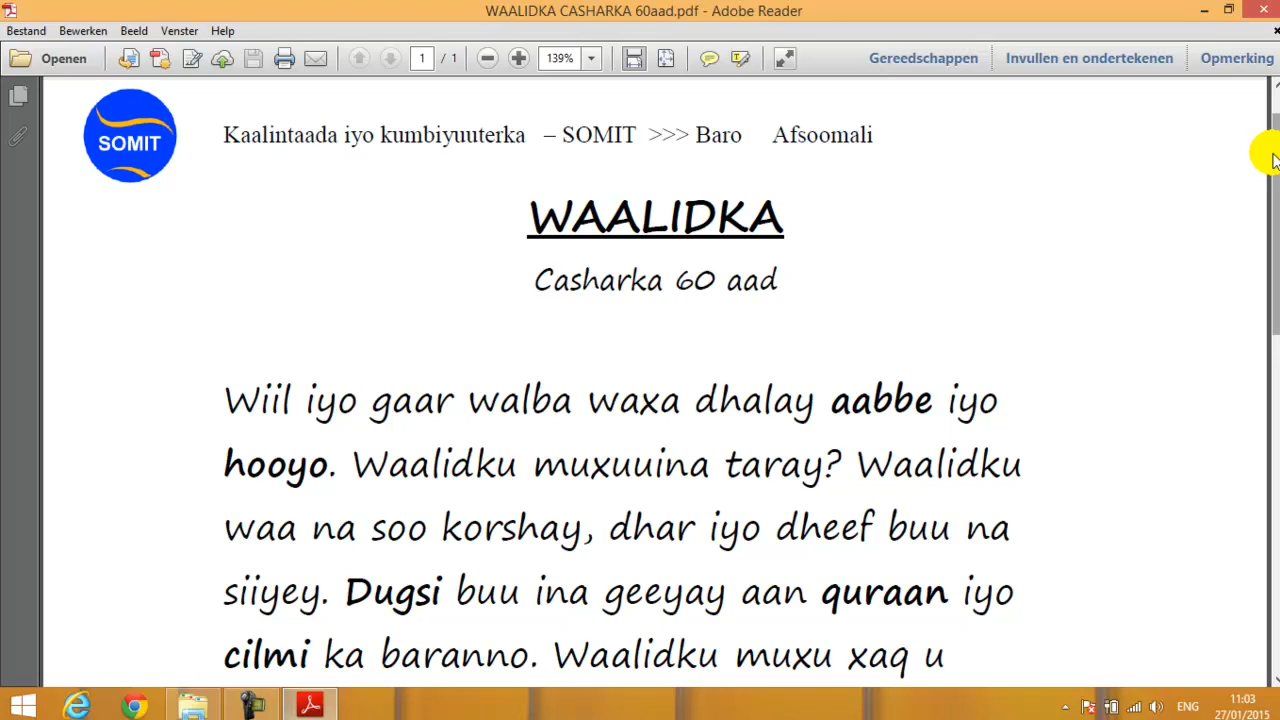 WAALIDKA CASHARKA 60aad.pdf - Adobe Reader
Bestand Bewerken Beeld Venster Help
Openen 1 / 1 139% Gereedschappen Invullen en ondertekenen Opmerking
SOMIT
Kaalintaada iyo kumbiyuuterka – SOMIT >>> Baro Afsoomali
WAALIDKA
Casharka 60 aad
Wiil iyo gaar walba waxa dhalay aabbe iyo
hooyo. Waalidku muxuuina taray? Waalidku
waa na soo korshay, dhar iyo dheef buu na
siiyey. Dugsi buu ina geeyay aan quraan iyo
cilmi ka baranno. Waalidku muxu xaq u
ENG
11:03
27/01/2015